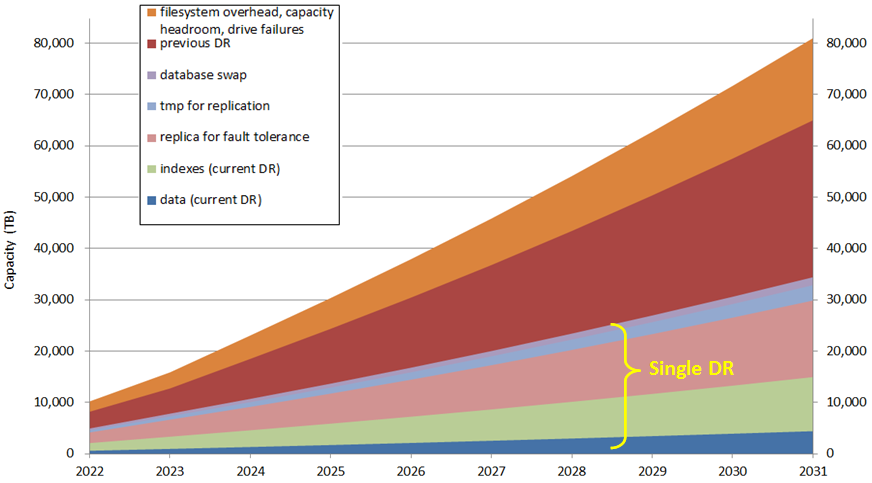 filesystem overhead, capacity
headroom, drive failures
previous DR
database swap
tmp for replication
replica for fault tolerance
indexes (current DR)
data (current DR)
Capacity (TB)
80,000
70,000
60,000
50,000
40,000
30,000
20,000
10,000
0
80,000
70,000
60,000
50,000
40,000
30,000
20,000
10,000
0
Single DR
2022 2023 2024 2025 2026 2027 2028 2029 2030 2031